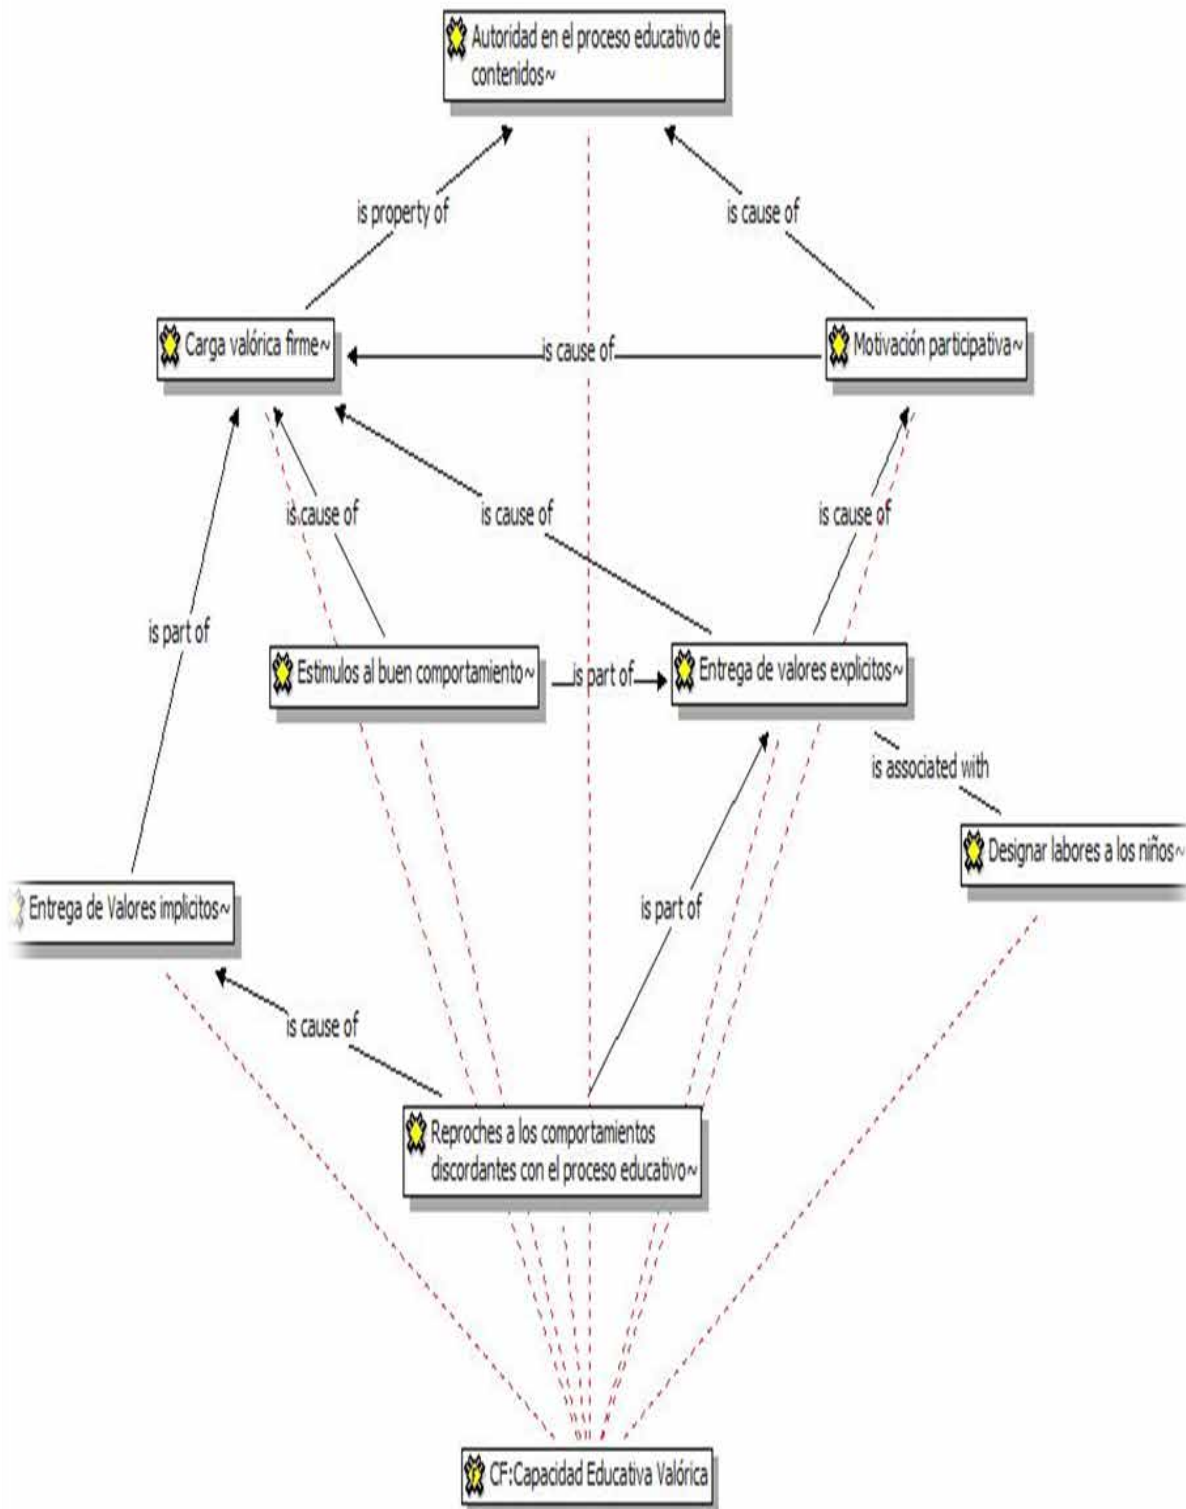 Autoridad en el proceso educativo de
contenidos~
is property of
is cause of
Carga valórica firme~
is cause of
Motivación participativa~
is cause of
is cause of
is cause of
is part of
Estimulos al buen comportamiento~
is part of
Entrega de valores explicitos~
is associated with
Designar labores a los niños~
Entrega de Valores implicitos~
is part of
is cause of
Reproches a los comportamientos
discordantes con el proceso educativo~
CF:Capacidad Educativa Valórica